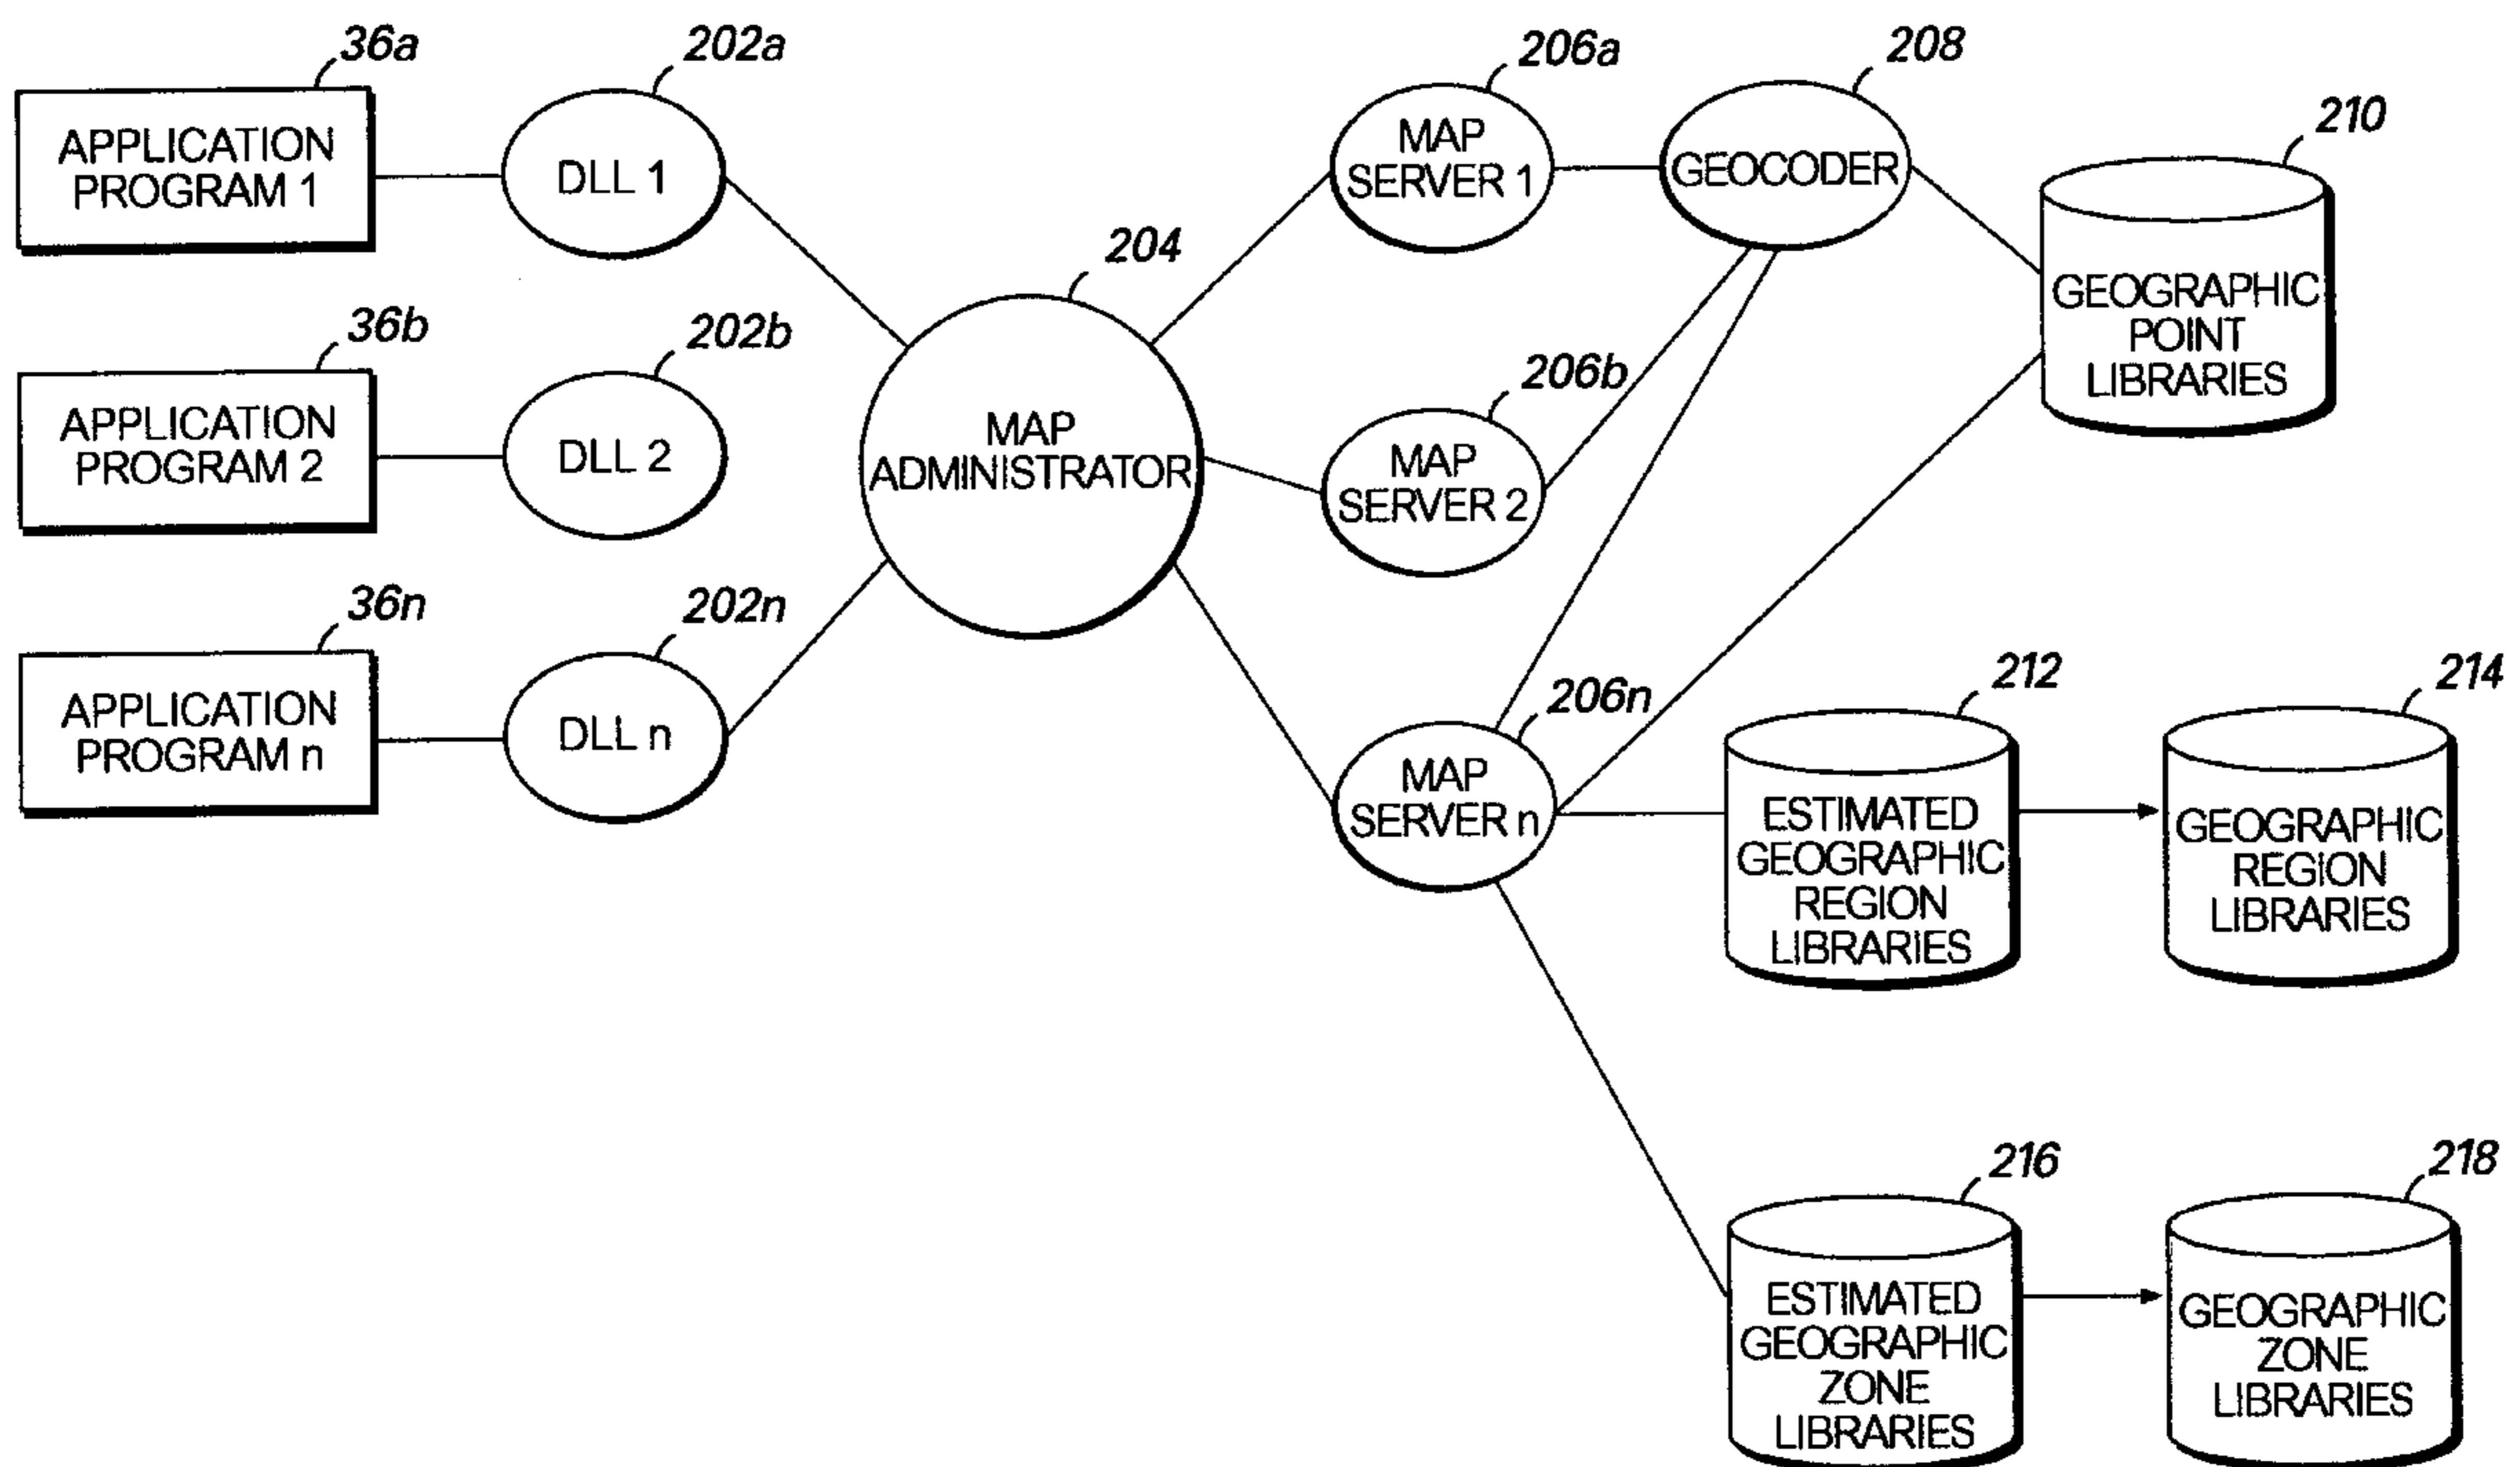 36a
APPLICATION
PROGRAM 1
202a
DLL 1
206a
MAP
SERVER 1
208
GEOCODER
210
GEOGRAPHIC
POINT
LIBRARIES
204
MAP
ADMINISTRATOR
36b
APPLICATION
PROGRAM 2
202b
DLL 2
206b
MAP
SERVER 2
36n
APPLICATION
PROGRAM n
202n
DLL n
206n
MAP
SERVER n
212
ESTIMATED
GEOGRAPHIC
REGION
LIBRARIES
214
GEOGRAPHIC
REGION
LIBRARIES
216
ESTIMATED
GEOGRAPHIC
ZONE
LIBRARIES
218
GEOGRAPHIC
ZONE
LIBRARIES